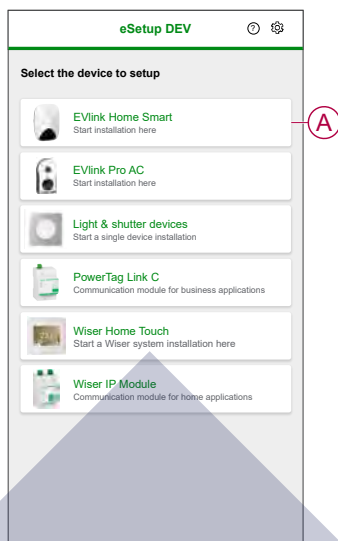 eSetup DEV
Select the device to setup
EVlink Home Smart
Start installation here
A
EVlink Pro AC
Start installation here
Light & shutter devices
Start a single device installation
PowerTag Link C
Communication module for business applications
Wiser Home Touch
Start a Wiser system installation here
Wiser IP Module
Communication module for home applications